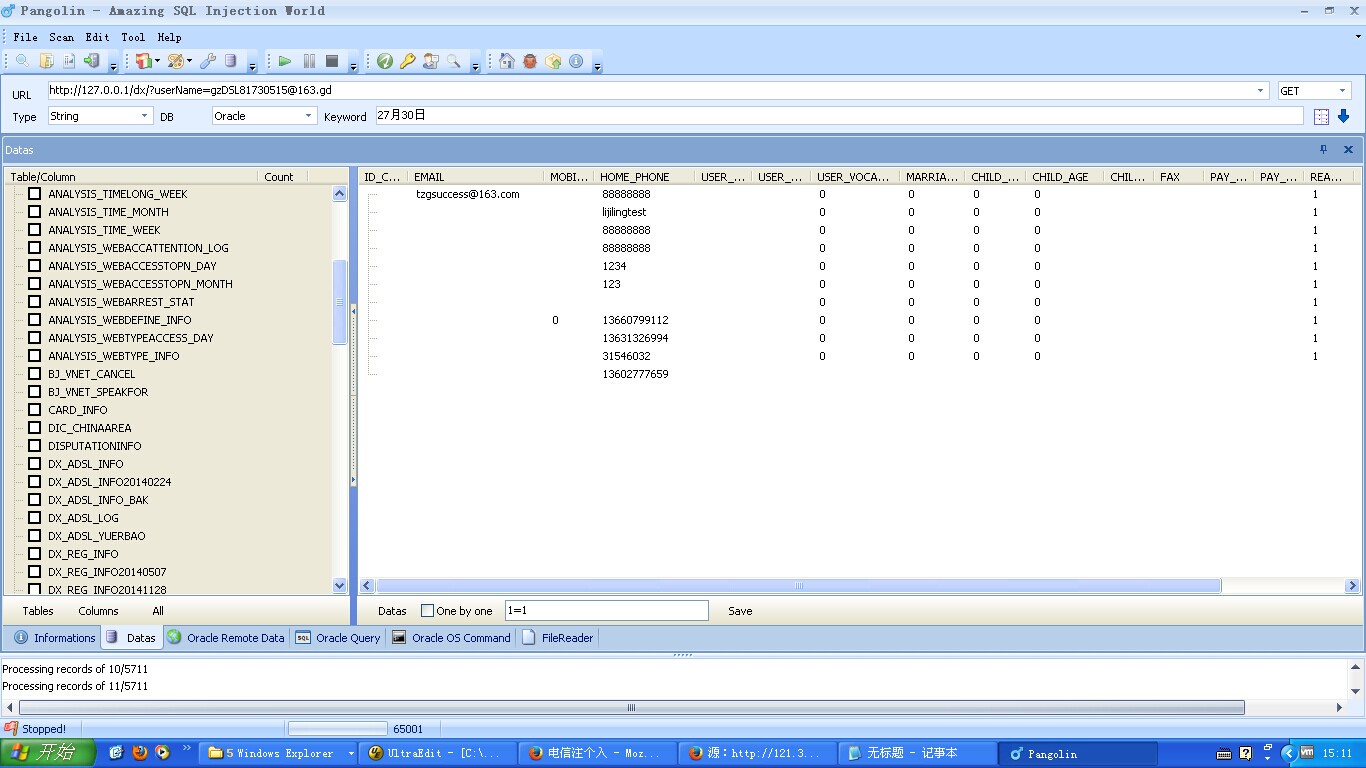 Pangolin - Amazing SQL Injection World
File Scan Edit Tool Help
URL http://127.0.0.1/dx/?userName=gzDSL81730515@163.gd GET
Type String DB Oracle Keyword 27月30日
Datas
Table/Column Count ID_C... EMAIL MOBI... HOME_PHONE USER_... USER_... USER_VOCA... MARRIA... CHILD_... CHILD_AGE CHIL... FAX PAY_... PAY_... REA...
ANALYSIS_TIMELONG_WEEK tzgsuccess@163.com 88888888 0 0 0 0 1
ANALYSIS_TIME_MONTH lijilingtest 0 0 0 0 1
ANALYSIS_TIME_WEEK 88888888 0 0 0 0 1
ANALYSIS_WEBACCATTENTION_LOG 88888888 0 0 0 0 1
ANALYSIS_WEBACCESSTOPN_DAY 1234 0 0 0 0 1
ANALYSIS_WEBACCESSTOPN_MONTH 123 0 0 0 0 1
ANALYSIS_WEBARREST_STAT 0 0 0 0 1
ANALYSIS_WEBDEFINE_INFO 0 13660799112 0 0 0 0 1
ANALYSIS_WEBTYPEACCESS_DAY 13631326994 0 0 0 0 1
ANALYSIS_WEBTYPE_INFO 31546032 0 0 0 0 1
BJ_VNET_CANCEL 13602777659
BJ_VNET_SPEAKFOR
CARD_INFO
DIC_CHINAAREA
DISPUTATIONINFO
DX_ADSL_INFO
DX_ADSL_INFO20140224
DX_ADSL_INFO_BAK
DX_ADSL_LOG
DX_ADSL_YUERBAO
DX_REG_INFO
DX_REG_INFO20140507
DX_REG_INFO20141128
Tables Columns All Datas One by one 1=1 Save
Informations Datas Oracle Remote Data Oracle Query Oracle OS Command FileReader
Processing records of 10/5711
Processing records of 11/5711
Stopped! 65001
开始 5 Windows Explorer UltraEdit - [C:\... 电信注个入 - Moz... 源：http://121.3... 无标题 - 记事本 Pangolin 15:11